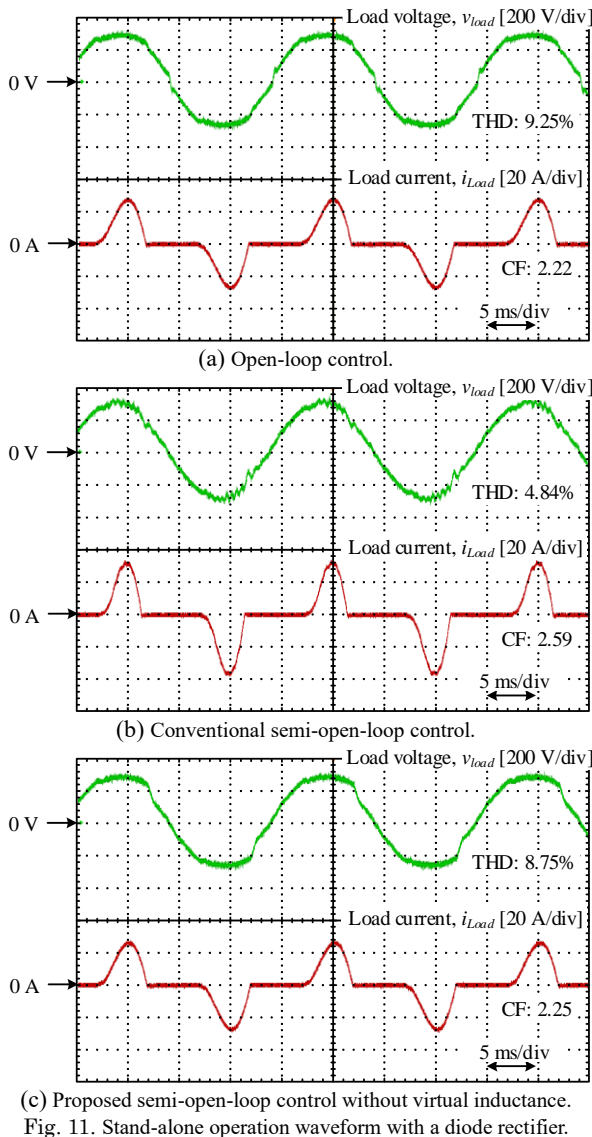 Load voltage, vload [200 V/div]
0 V
THD: 9.25%
Load current, iLoad [20 A/div]
0 A
CF: 2.22
5 ms/div
(a) Open-loop control.
Load voltage, vload [200 V/div]
0 V
THD: 4.84%
Load current, iLoad [20 A/div]
0 A
CF: 2.59
5 ms/div
(b) Conventional semi-open-loop control.
Load voltage, vload [200 V/div]
0 V
THD: 8.75%
Load current, iLoad [20 A/div]
0 A
CF: 2.25
5 ms/div
(c) Proposed semi-open-loop control without virtual inductance.
Fig. 11. Stand-alone operation waveform with a diode rectifier.